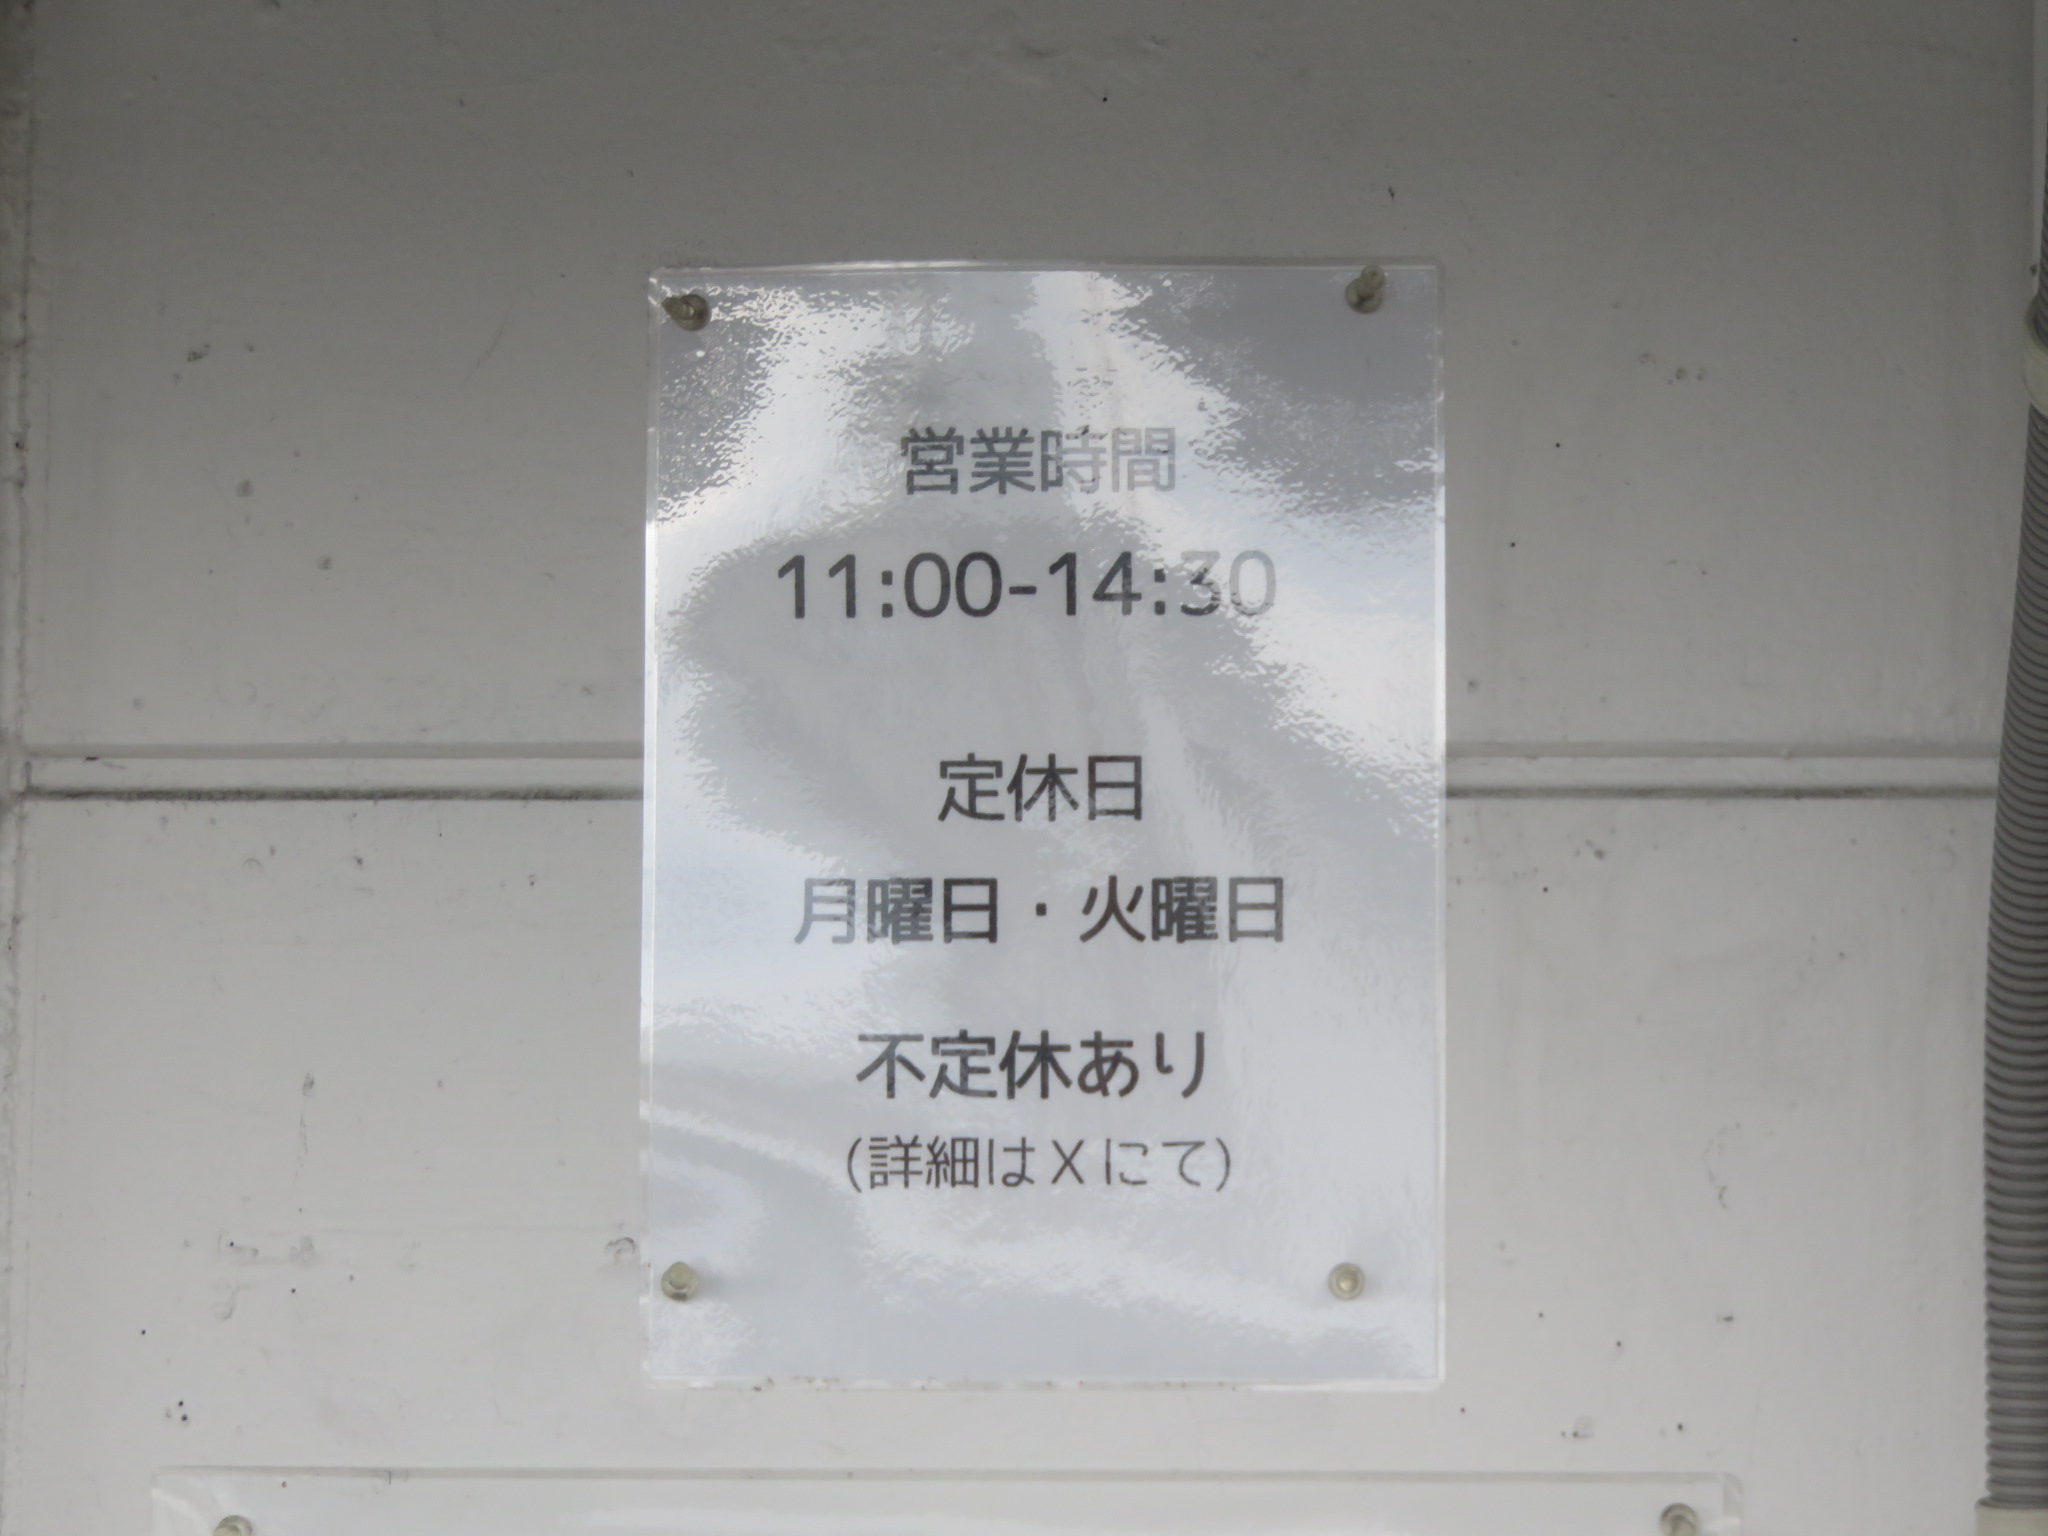 営業時間
11:00-14:30
定休日
月曜日・火曜日
不定休あり
(詳細はXにて)